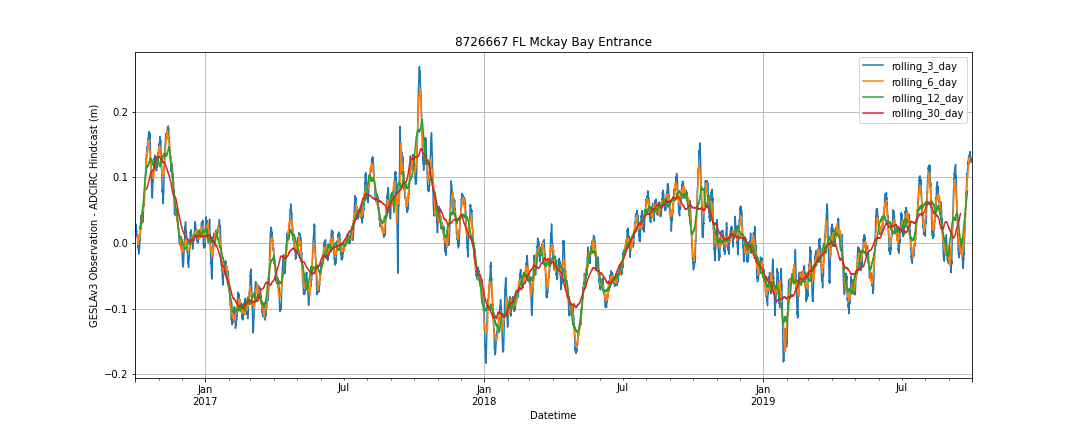 8726667 FL Mckay Bay Entrance
GESLAv3 Observation - ADCIRC Hindcast (m)
0.2
0.1
0.0
−0.1
−0.2
rolling_3_day
rolling_6_day
rolling_12_day
rolling_30_day
Jan Jul Jan Jul Jan Jul
2017 2018 2019
Datetime